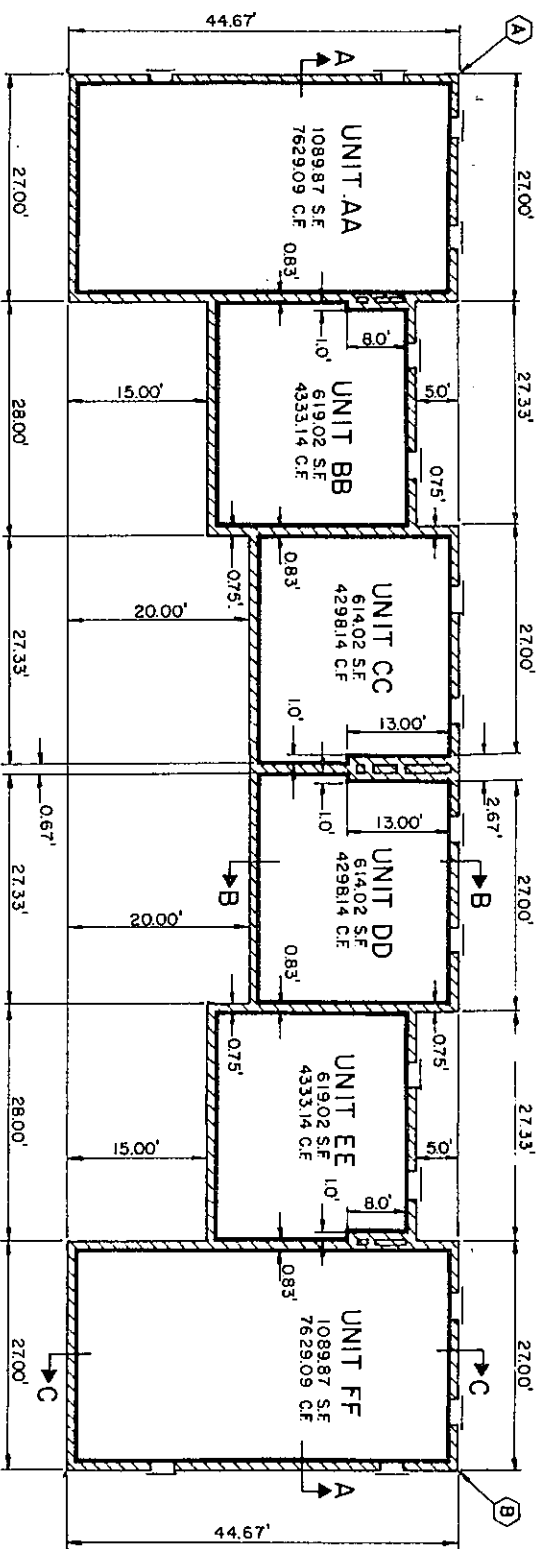 44.67'
A
27.00'
27.00'
A
UNIT AA
1089.87 S.F.
7629.09 C.F.
0.83'
27.33'
28.00'
5.0'
8.0'
1.0'
15.00'
UNIT BB
619.02 S.F.
4333.14 C.F.
0.75'
0.83'
0.75'
27.00'
27.33'
20.00'
UNIT CC
614.02 S.F.
4298.14 C.F.
1.0'
13.00'
2.67'
0.67'
1.0'
13.00'
27.00'
27.33'
B
B
UNIT DD
614.02 S.F.
4298.14 C.F.
20.00'
0.83'
0.75'
0.75'
27.33'
28.00'
UNIT EE
619.02 S.F.
4333.14 C.F.
5.0'
8.0'
1.0'
15.00'
0.83'
27.00'
27.00'
UNIT FF
1089.87 S.F.
7629.09 C.F.
C
C
A
B
44.67'